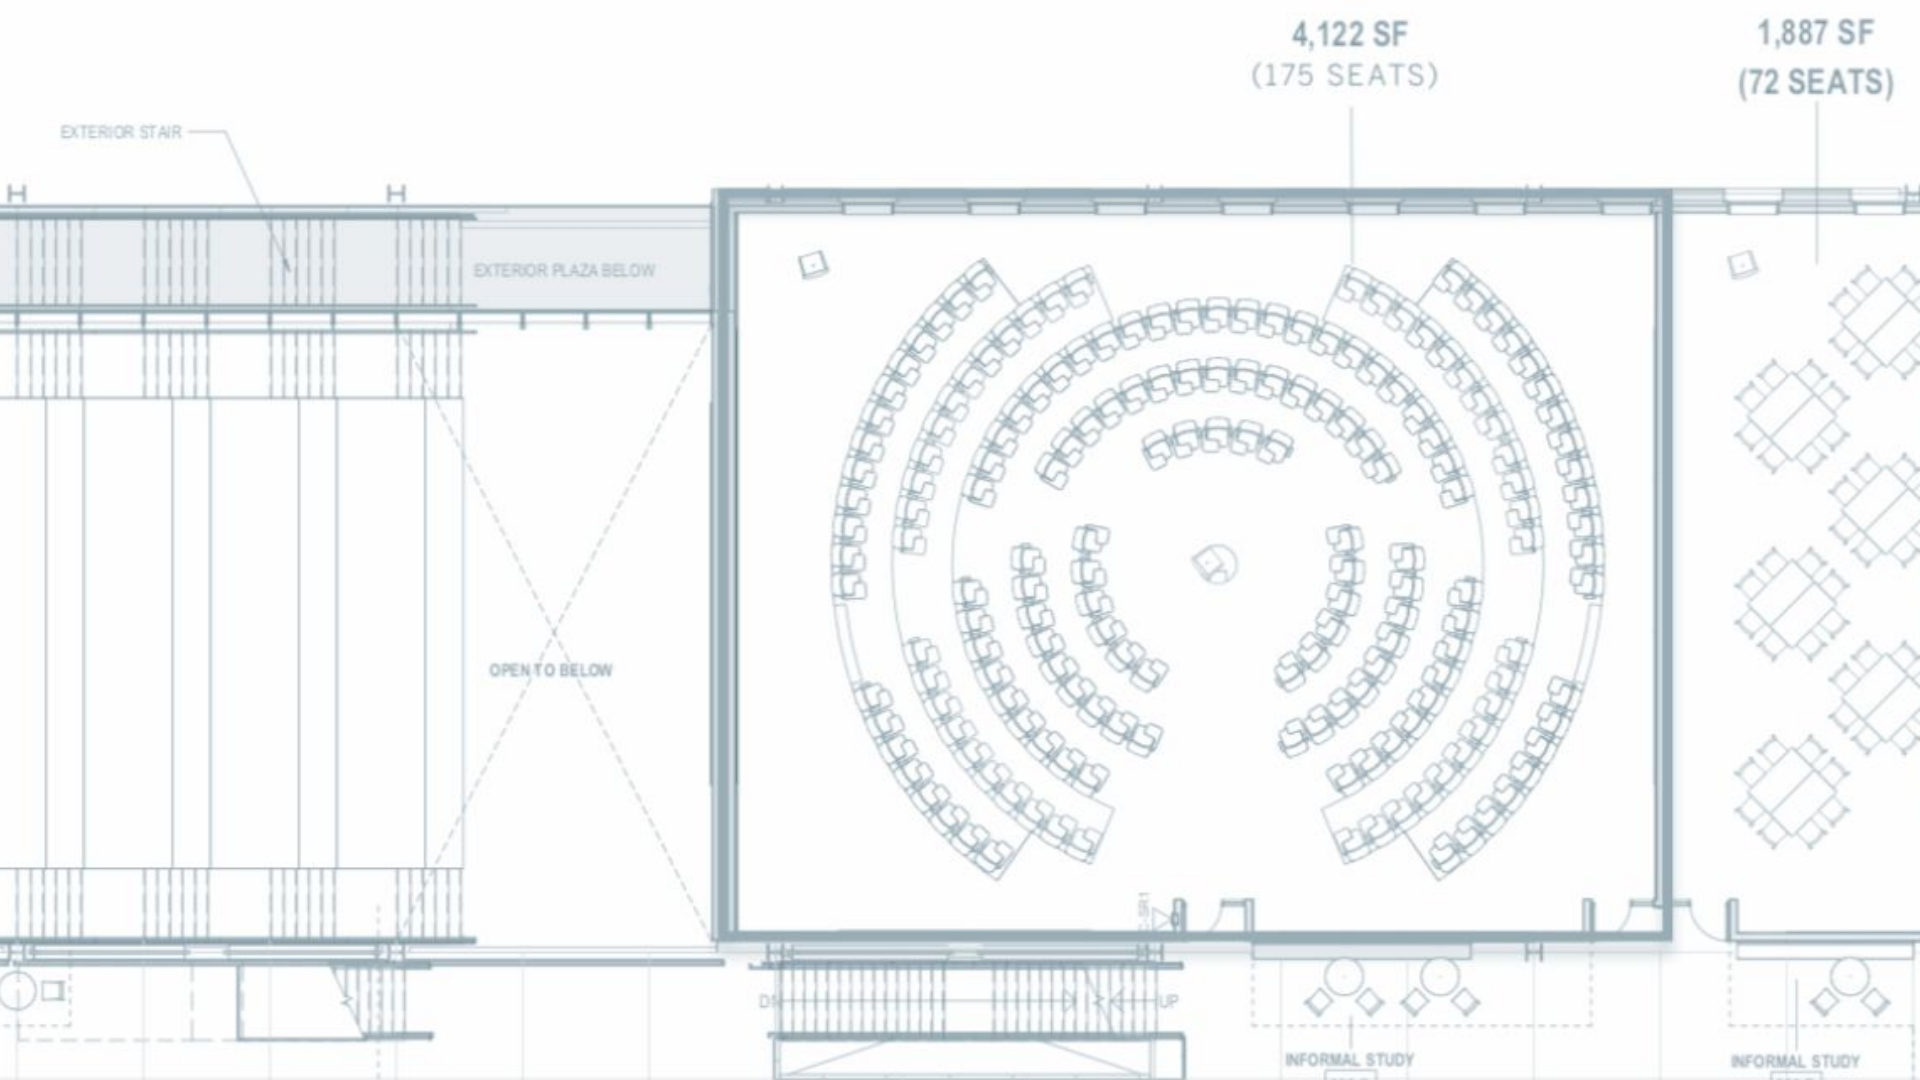 4,122 SF
(175 SEATS)
1,887 SF
(72 SEATS)
EXTERIOR STAIR
EXTERIOR PLAZA BELOW
OPEN TO BELOW
UP
INFORMAL STUDY
INFORMAL STUDY